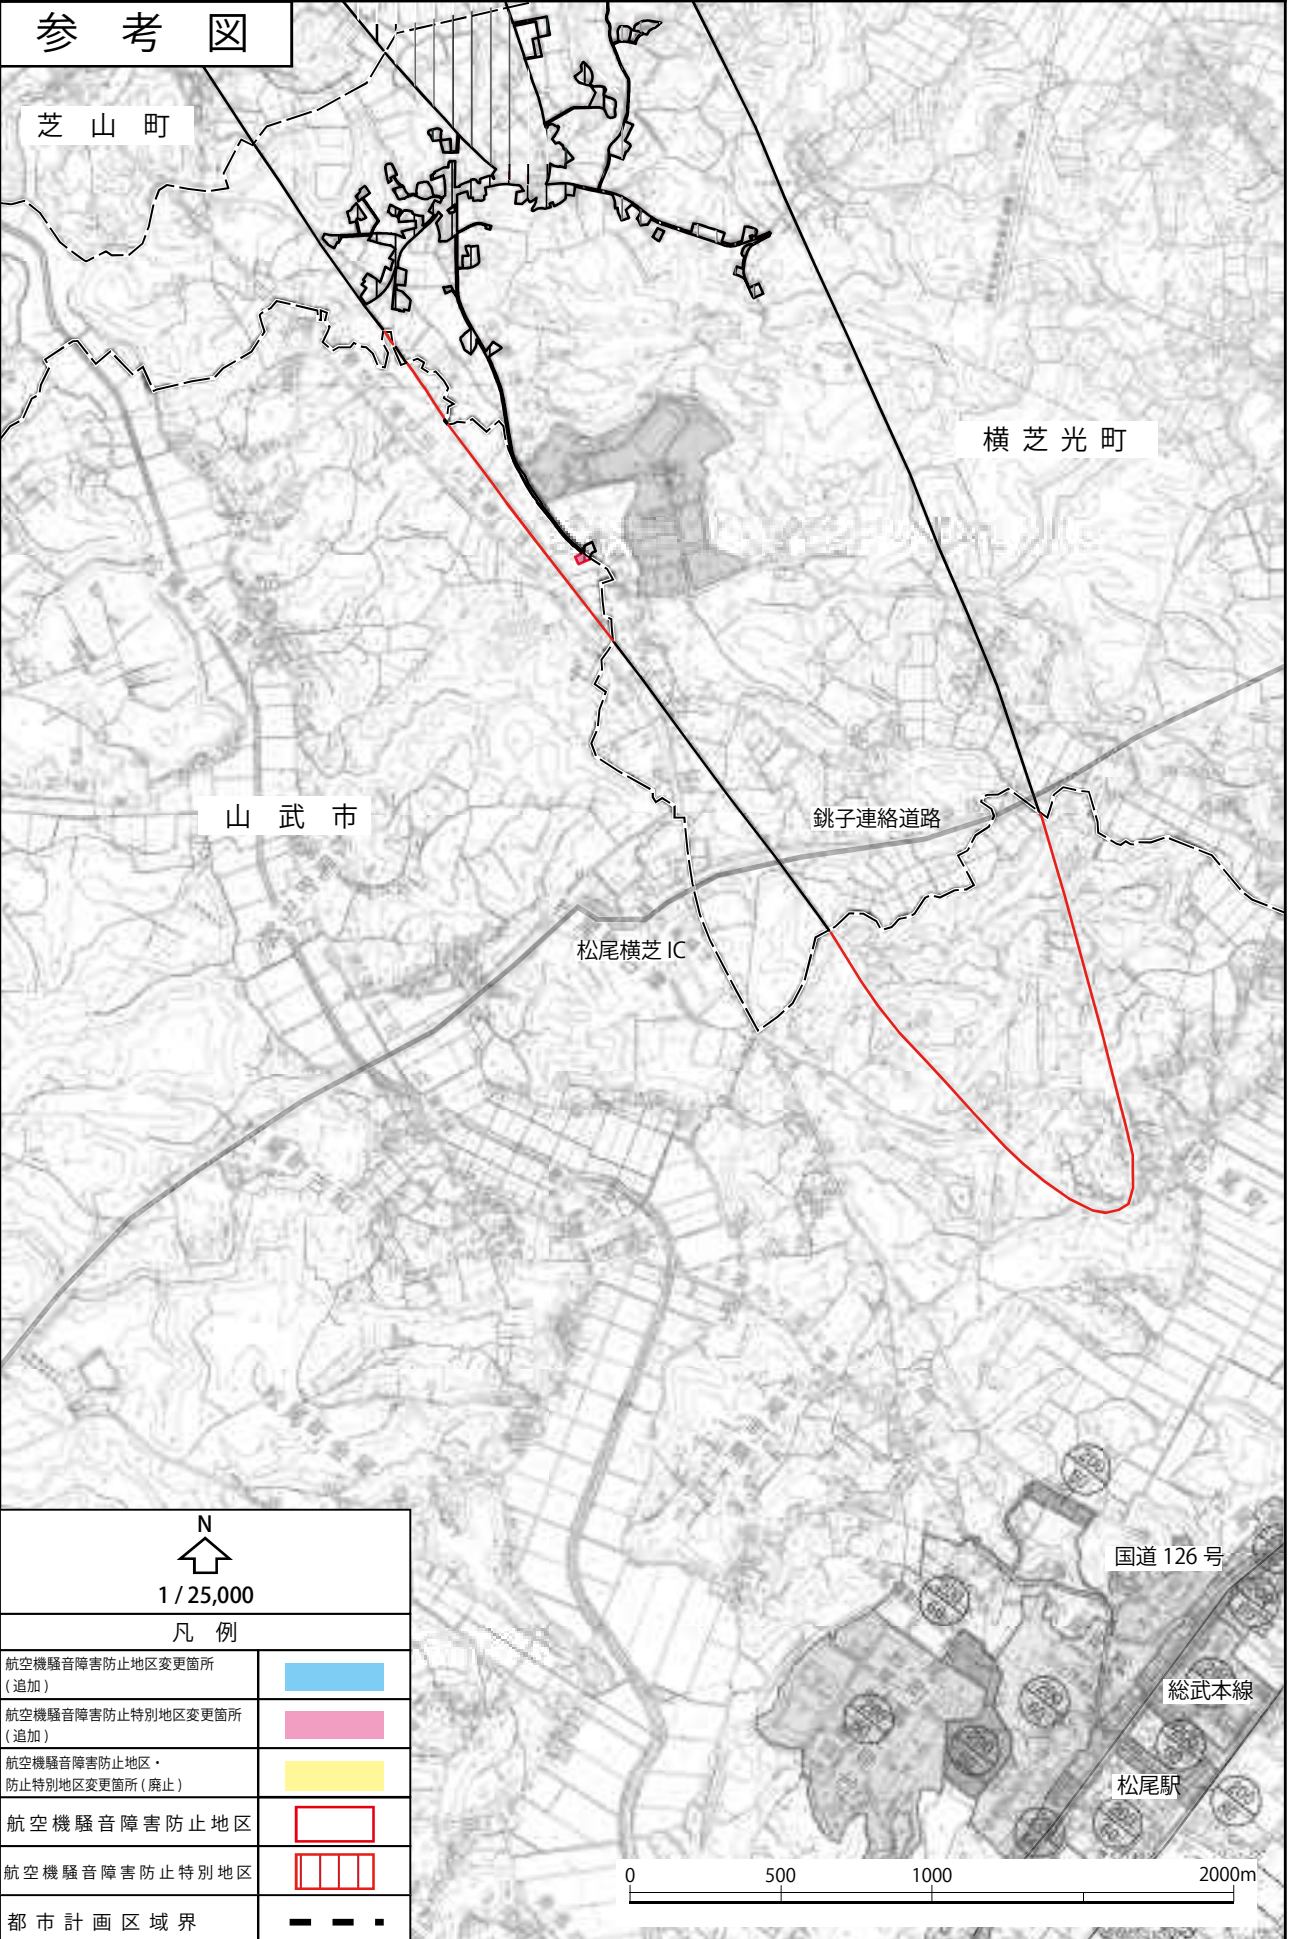 参考図
芝山町
横芝光町
山武市
銚子連絡道路
松尾横芝 IC
国道 126 号
総武本線
松尾駅
N
1 / 25,000
凡例
航空機騒音障害防止地区変更箇所
( 追加 )
航空機騒音障害防止特別地区変更箇所
( 追加 )
航空機騒音障害防止地区・
防止特別地区変更箇所 ( 廃止 )
航空機騒音障害防止地区
航空機騒音障害防止特別地区
都市計画区域界
0 500 1000 2000m